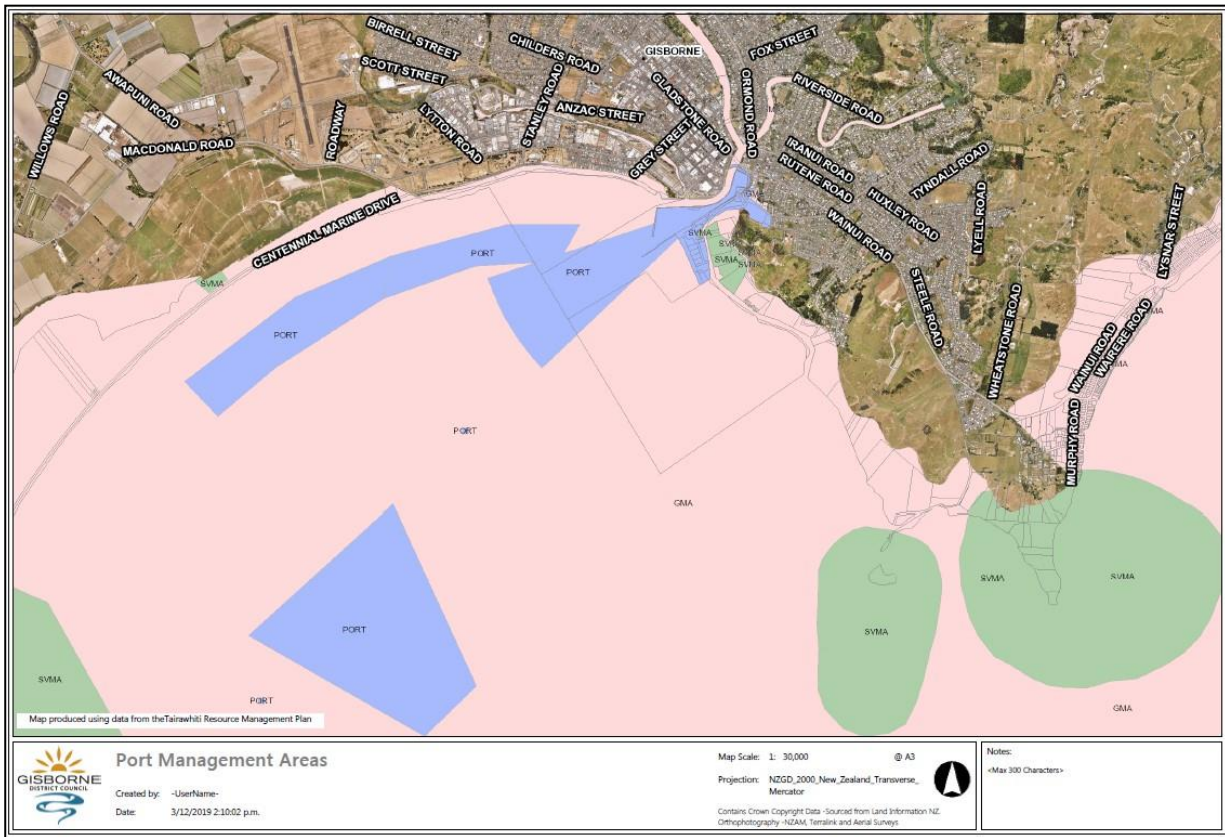 BIRRELL STREET
CHILDERS ROAD
GISBORNE
FOX STREET
SCOTT STREET
AWAPUNI ROAD
WILLOWS ROAD
ROADWAY
LYTTON ROAD
STANLEY ROAD
ANZAC STREET
GLADSTONE ROAD
ORMOND ROAD
RIVERSIDE ROAD
MACDONALD ROAD
GREY STREET
IRANUI ROAD
RUTENE ROAD
HUXLEY ROAD
TYNDALL ROAD
LYELL ROAD
LYSNAR STREET
CENTENNIAL MARINE DRIVE
WAINUI ROAD
STEELE ROAD
WHEATSTONE ROAD
WAINUI ROAD
WAIRERE ROAD
MURPHY ROAD
SVMA
SVMA
SVMA
SVMA
PORT
PORT
SVMA
PORT
PORT
GMA
SVMA
SVMA
SVMA
PORT
SVMA
PORT
GMA
Map produced using data from theTairawhiti Resource Management Plan
GISBORNE
DISTRICT COUNCIL
Port Management Areas
Created by: -UserName-
Date: 3/12/2019 2:10:02 p.m.
Map Scale: 1: 30,000 @ A3
Projection: NZGD_2000_New_Zealand_Transverse_
Mercator
Contains Crown Copyright Data -Sourced from Land Information NZ.
Orthophotography -NZAM, Terralink and Aerial Surveys
Notes:
<Max 300 Characters>